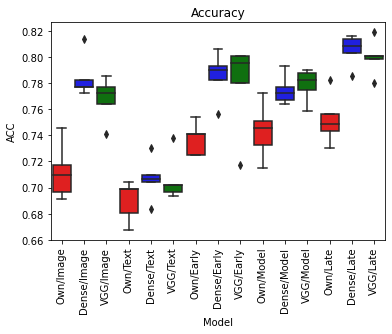 Accuracy
0.82
0.80
0.78
0.76
0.74
0.72
0.70
0.68
0.66
ACC
Own/Image
Dense/Image
VGG/Image
Own/Text
Dense/Text
VGG/Text
Own/Early
Dense/Early
VGG/Early
Own/Model
Dense/Model
VGG/Model
Own/Late
Dense/Late
VGG/Late
Model